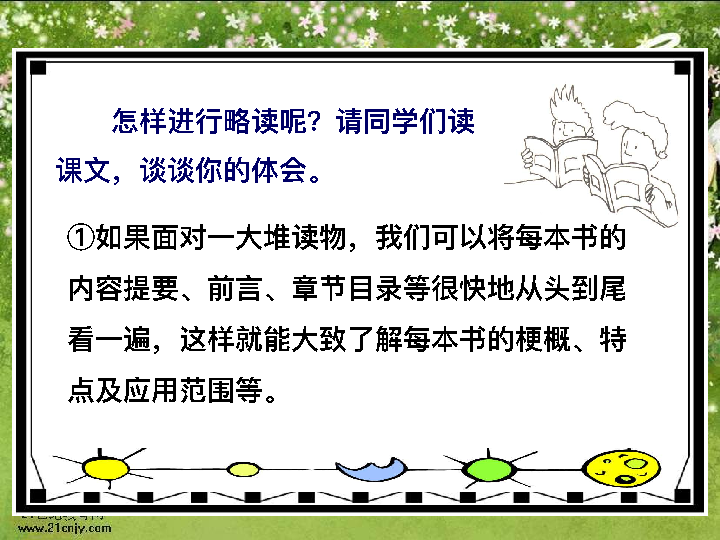 怎样进行略读呢？请同学们读
课文，谈谈你的体会。
①如果面对一大堆读物，我们可以将每本书的
内容提要、前言、章节目录等很快地从头到尾
看一遍，这样就能大致了解每本书的梗概、特
点及应用范围等。
www.21cnjy.com